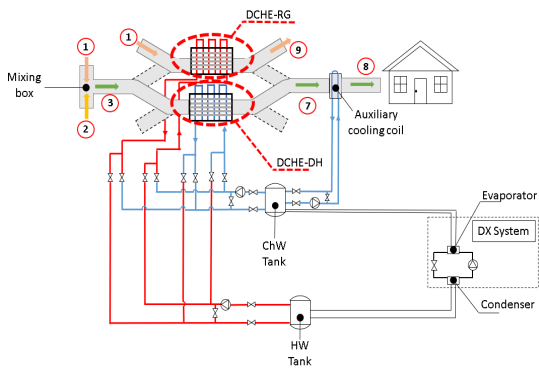 DCHE-RG
1
1
9
Mixing
box
3
7
8
2
Auxiliary
cooling coil
DCHE-DH
Evaporator
ChW
Tank
DX System
Condenser
HW
Tank